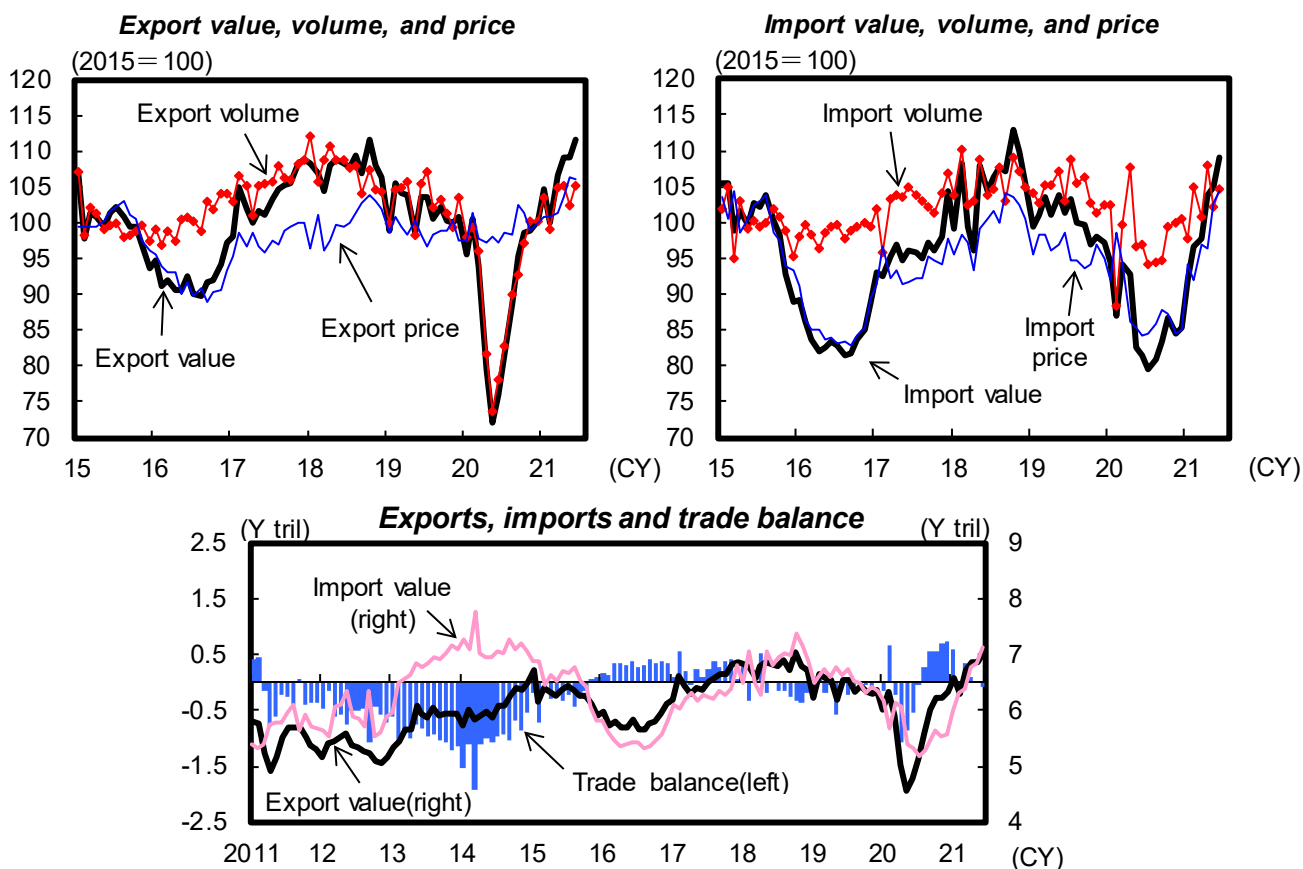 Export value, volume, and price
(2015＝100)
120
115
110
105
100
95
90
85
80
75
70
Export volume
Export price
Export value
15 16 17 18 19 20 21 (CY)
Import value, volume, and price
(2015＝100)
120
115
110
105
100
95
90
85
80
75
70
Import volume
Import
price
Import value
15 16 17 18 19 20 21 (CY)
Exports, imports and trade balance
(Y tril)
(Y tril)
2.5
1.5
0.5
-0.5
-1.5
-2.5
Import value
(right)
Trade balance(left)
Export value(right)
9
8
7
6
5
4
2011 12 13 14 15 16 17 18 19 20 21 (CY)